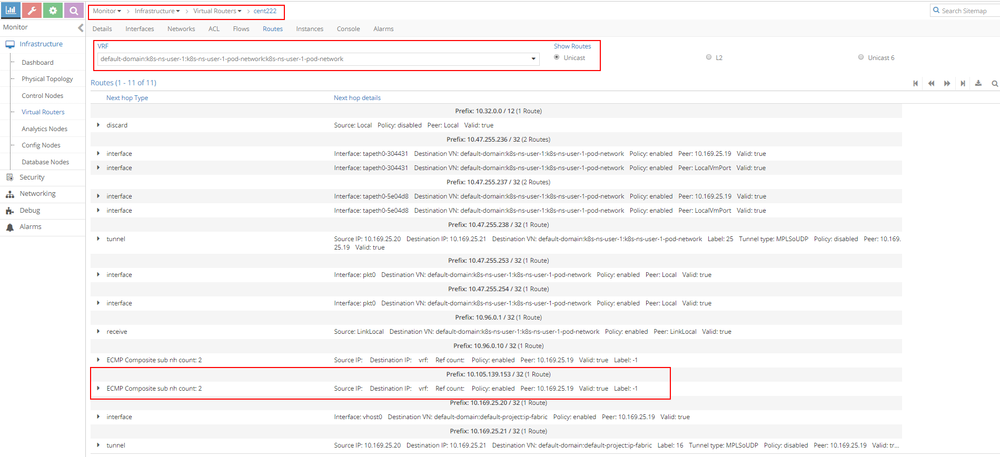 Monitor Infrastructure Virtual Routers cent222
Search Sitemap
Monitor
Details Interfaces Networks ACL Flows Routes Instances Console Alarms
Infrastructure
Dashboard
Physical Topology
Control Nodes
Virtual Routers
Analytics Nodes
Config Nodes
Database Nodes
Security
Networking
Debug
Alarms
VRF
default-domain:k8s-ns-user-1:k8s-ns-user-1-pod-network:k8s-ns-user-1-pod-network
Show Routes
Unicast L2 Unicast 6
Routes (1 - 11 of 11)
Next hop Type Next hop details
Prefix: 10.32.0.0 / 12 (1 Route)
discard Source: Local Policy: disabled Peer: Local Valid: true
Prefix: 10.47.255.236 / 32 (2 Routes)
interface Interface: tapeth0-304431 Destination VN: default-domain:k8s-ns-user-1:k8s-ns-user-1-pod-network Policy: enabled Peer: 10.169.25.19 Valid: true
interface Interface: tapeth0-304431 Destination VN: default-domain:k8s-ns-user-1:k8s-ns-user-1-pod-network Policy: enabled Peer: LocalVmPort Valid: true
Prefix: 10.47.255.237 / 32 (2 Routes)
interface Interface: tapeth0-5e04d8 Destination VN: default-domain:k8s-ns-user-1:k8s-ns-user-1-pod-network Policy: enabled Peer: 10.169.25.19 Valid: true
interface Interface: tapeth0-5e04d8 Destination VN: default-domain:k8s-ns-user-1:k8s-ns-user-1-pod-network Policy: enabled Peer: LocalVmPort Valid: true
Prefix: 10.47.255.238 / 32 (1 Route)
tunnel Source IP: 10.169.25.20 Destination IP: 10.169.25.21 Destination VN: default-domain:k8s-ns-user-1:k8s-ns-user-1-pod-network Label: 25 Tunnel type: MPLSoUDP Policy: disabled Peer: 10.169.
25.19 Valid: true
Prefix: 10.47.255.253 / 32 (1 Route)
interface Interface: pkt0 Destination VN: default-domain:k8s-ns-user-1:k8s-ns-user-1-pod-network Policy: enabled Peer: Local Valid: true
Prefix: 10.47.255.254 / 32 (1 Route)
interface Interface: pkt0 Destination VN: default-domain:k8s-ns-user-1:k8s-ns-user-1-pod-network Policy: enabled Peer: Local Valid: true
Prefix: 10.96.0.1 / 32 (1 Route)
receive Source: LinkLocal Destination VN: default-domain:k8s-ns-user-1:k8s-ns-user-1-pod-network Policy: enabled Peer: LinkLocal Valid: true
Prefix: 10.96.0.10 / 32 (1 Route)
ECMP Composite sub nh count: 2 Source IP: Destination IP: vrf: Ref count: Policy: enabled Peer: 10.169.25.19 Valid: true Label: -1
Prefix: 10.105.139.153 / 32 (1 Route)
ECMP Composite sub nh count: 2 Source IP: Destination IP: vrf: Ref count: Policy: enabled Peer: 10.169.25.19 Valid: true Label: -1
Prefix: 10.169.25.20 / 32 (1 Route)
interface Interface: vhost0 Destination VN: default-domain:default-project:ip-fabric Policy: enabled Peer: 10.169.25.19 Valid: true
Prefix: 10.169.25.21 / 32 (1 Route)
tunnel Source IP: 10.169.25.20 Destination IP: 10.169.25.21 Destination VN: default-domain:default-project:ip-fabric Label: 16 Tunnel type: MPLSoUDP Policy: disabled Peer: 10.169.25.19 Valid: tr...